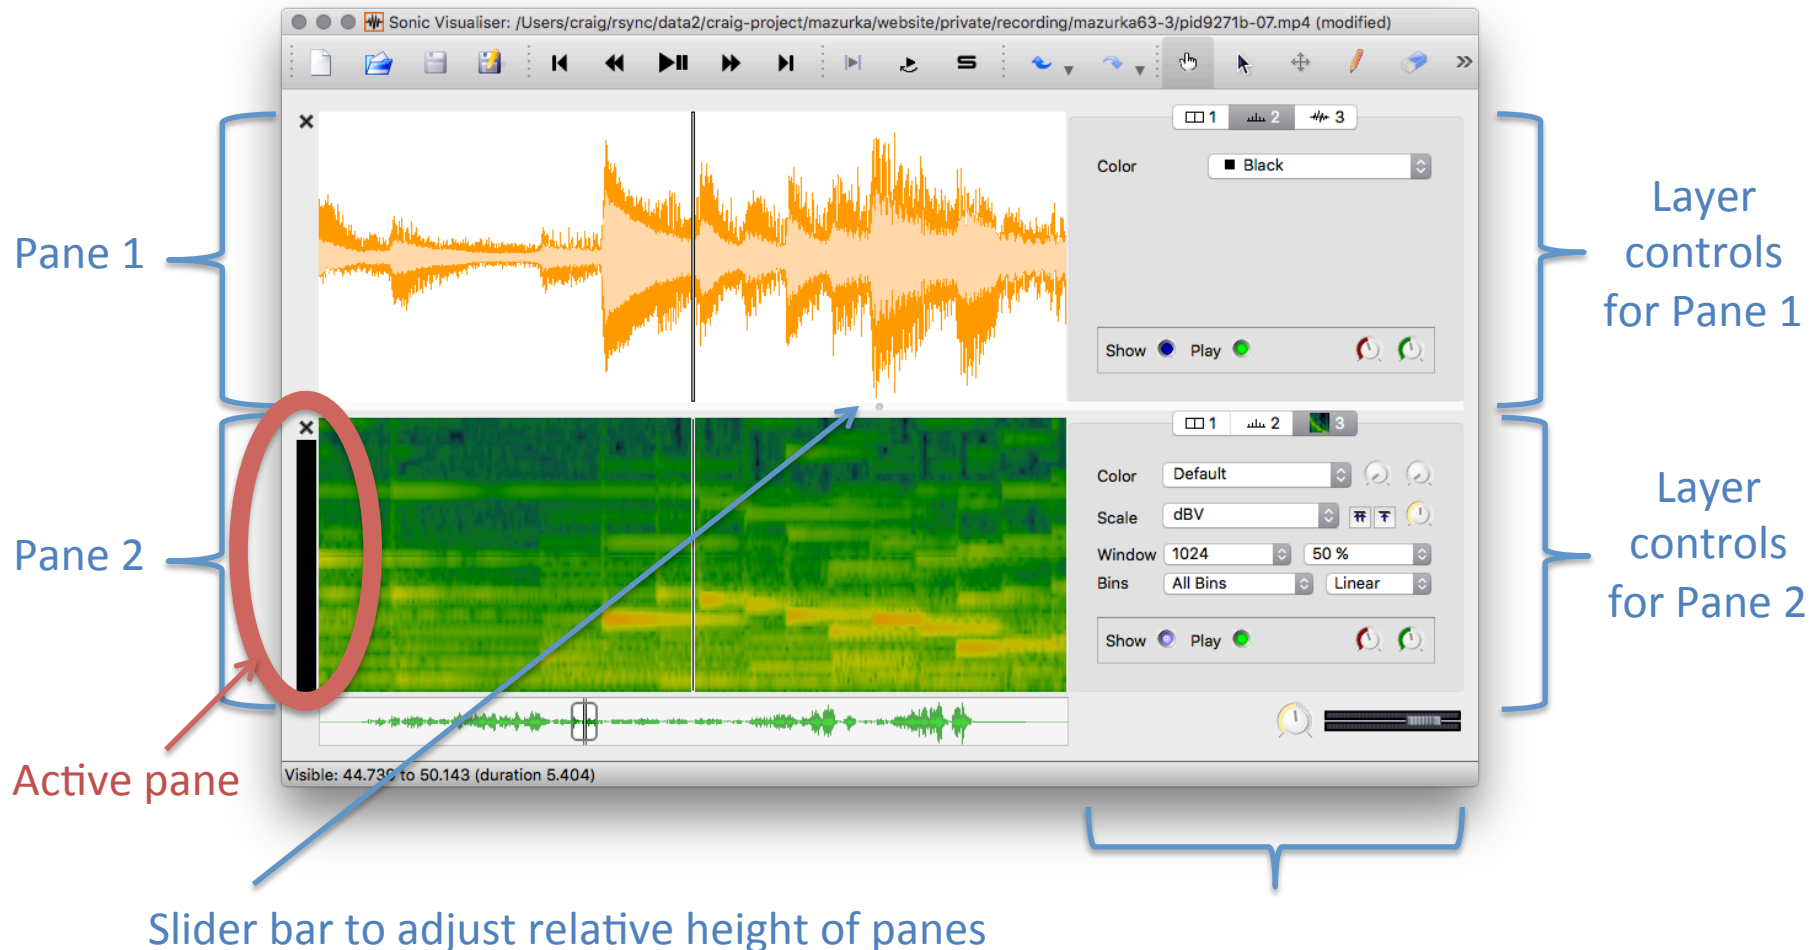 Sonic Visualiser: /Users/craig/rsync/data2/craig-project/mazurka/website/private/recording/mazurka63-3/pid9271b-07.mp4 (modified)
1 2 3
Color Black
Show Play
Pane 1
Layer
controls
for Pane 1
1 2 3
Color Default
Scale dBV
Window 1024 50 %
Bins All Bins Linear
Show Play
Pane 2
Layer
controls
for Pane 2
Active pane
Visible: 44.739 to 50.143 (duration 5.404)
Slider bar to adjust relative height of panes